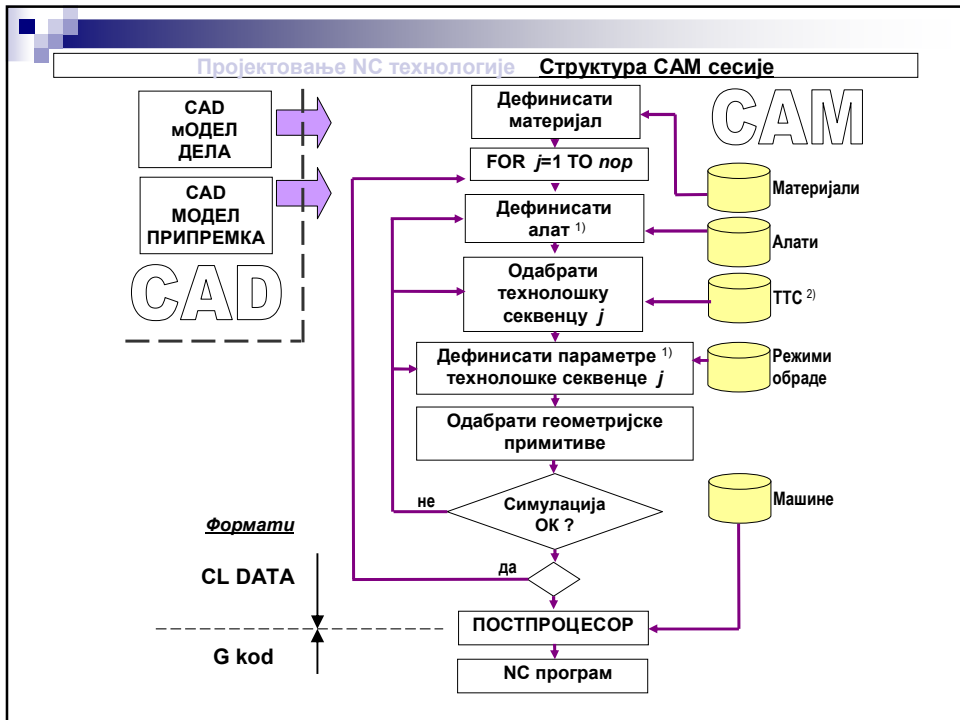 Пројектовање NC технологије Структура CAM сесије
CAD
мОДЕЛ
ДЕЛА
CAD
МОДЕЛ
ПРИПРЕМКА
CAD
Дефинисати
материјал
CAM
FOR j=1 TO nop
Материјали
Дефинисати
алат 1)
Алати
Одабрати
технолошку
секвенцу j
ТТС 2)
Дефинисати параметре 1)
технолошке секвенце j
Режими
обраде
Одабрати геометријске
примитиве
не
Симулација
ОК ?
Машине
Формати
да
CL DATA
ПОСТПРОЦЕСОР
G kod
NC програм